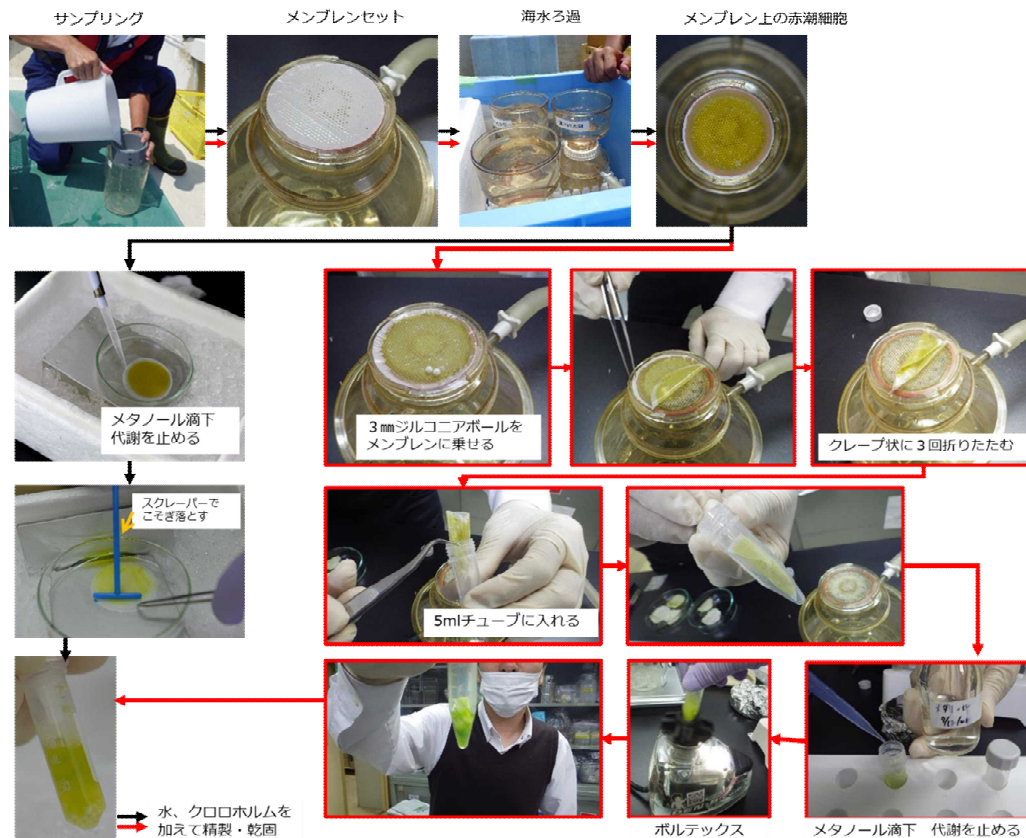 サンプリング
メンブレンセット
海水ろ過
メンブレン上の赤潮細胞
メタノール滴下
代謝を止める
3㎜ジルコニアボールを
メンブレンに乗せる
クレープ状に3回折りたたむ
スクレーパーで
こそぎ落とす
5mlチューブに入れる
水、クロロホルムを
加えて精製・乾固
ボルテックス
メタノール滴下 代謝を止める